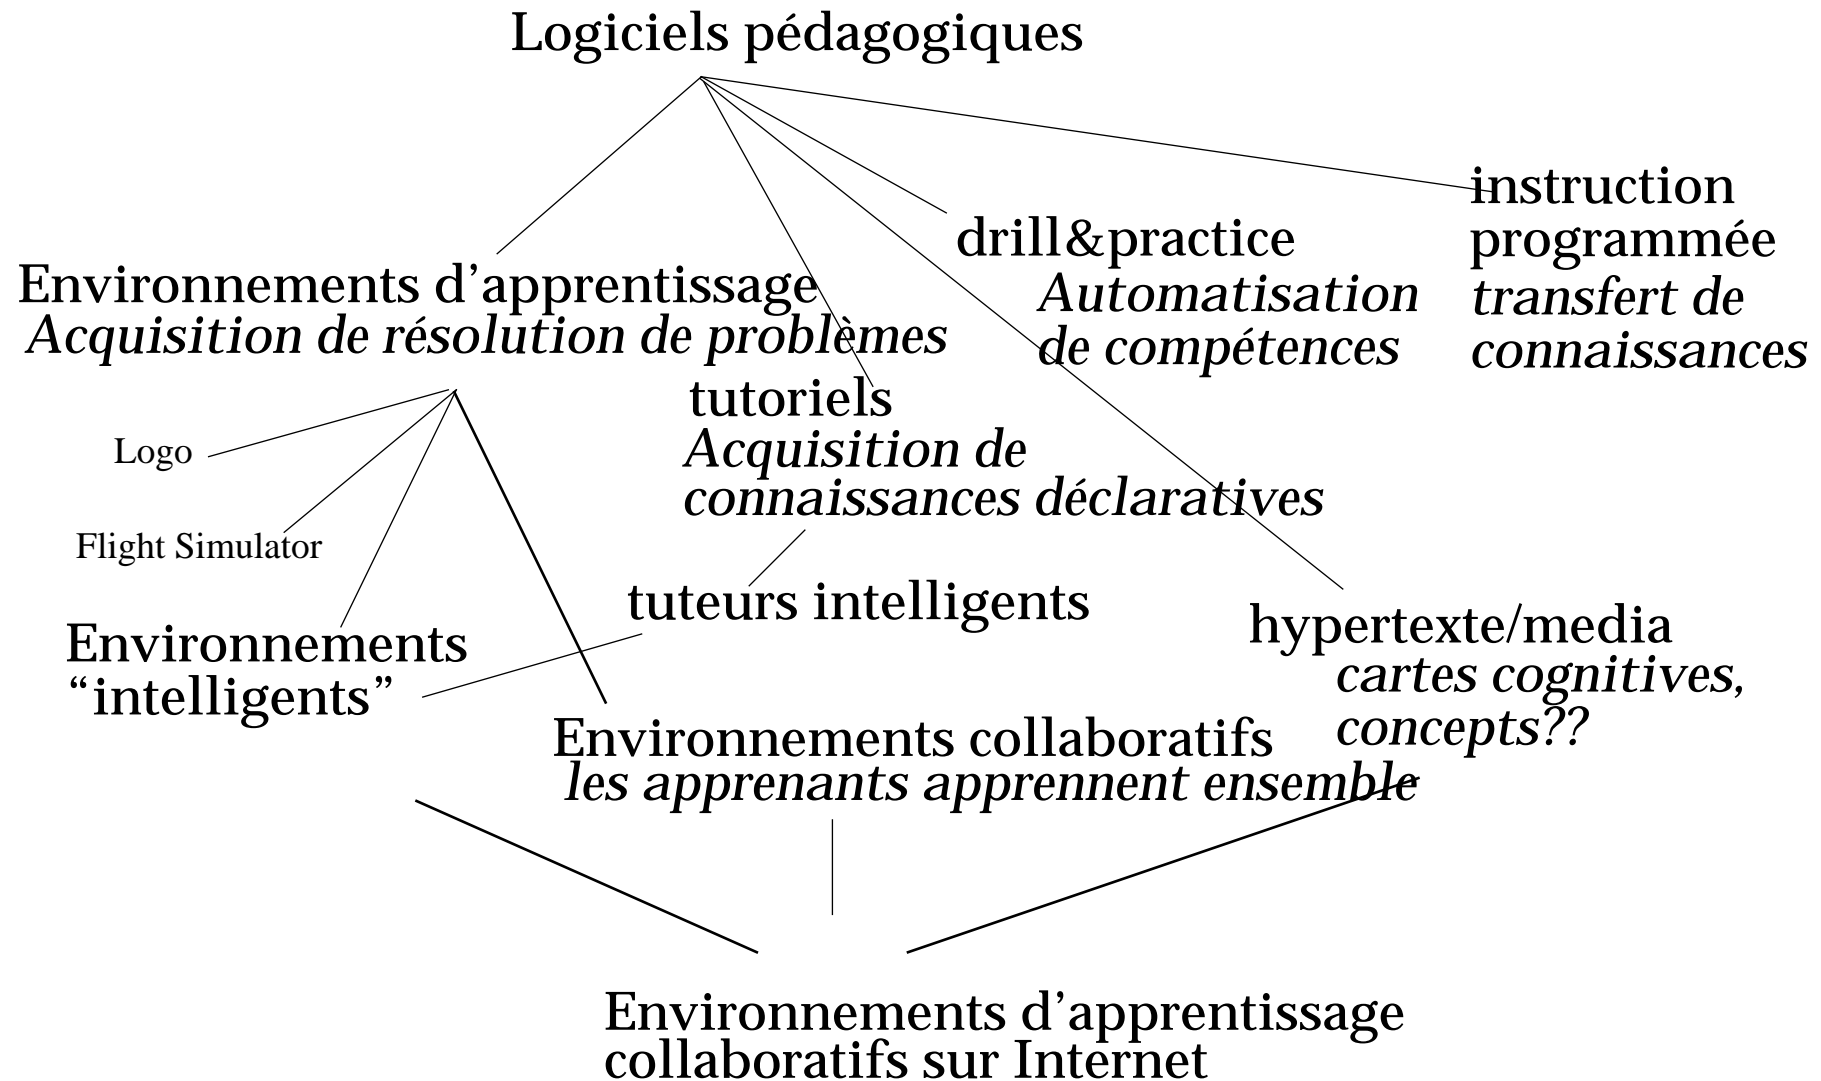 Logiciels pédagogiques
instruction
programmée
transfert de
connaissances
drill&practice
Automatisation
de compétences
Environnements d’apprentissage
Acquisition de résolution de problèmes
tutoriels
Acquisition de
connaissances déclaratives
Logo
Flight Simulator
tuteurs intelligents
Environnements
“intelligents”
hypertexte/media
cartes cognitives,
concepts??
Environnements collaboratifs
les apprenants apprennent ensemble
Environnements d’apprentissage
collaboratifs sur Internet